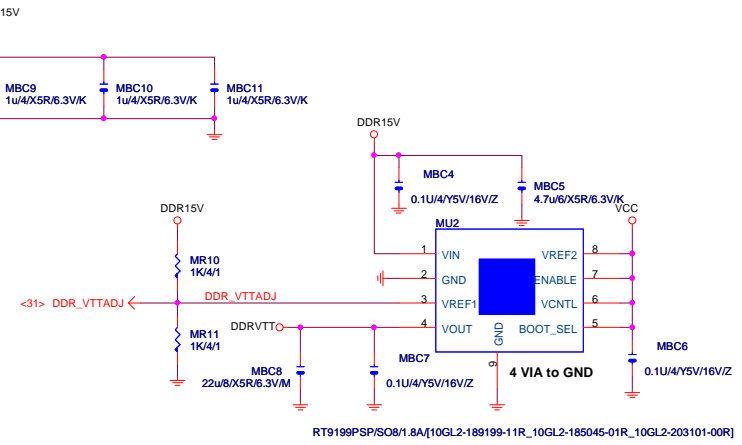 15V
MBC9
1u/4/X5R/6.3V/K
MBC10
1u/4/X5R/6.3V/K
MBC11
1u/4/X5R/6.3V/K
DDR15V
MBC4
0.1U/4/Y5V/16V/Z
MBC5
4.7u/6/X5R/6.3V/K
VCC
DDR15V
MR10
1K/4/1
<31> DDR_VTTADJ
DDR_VTTADJ
MR11
1K/4/1
DDRVTT
MU2
1 VIN
2 GND
3 VREF1
4 VOUT
VREF2 8
ENABLE 7
VCNTL 6
BOOT_SEL 5
GND
9
4 VIA to GND
MBC8
22u/8/X5R/6.3V/M
MBC7
0.1U/4/Y5V/16V/Z
MBC6
0.1U/4/Y5V/16V/Z
RT9199PSP/SO8/1.8A/[10GL2-189199-11R_10GL2-185045-01R_10GL2-203101-00R]